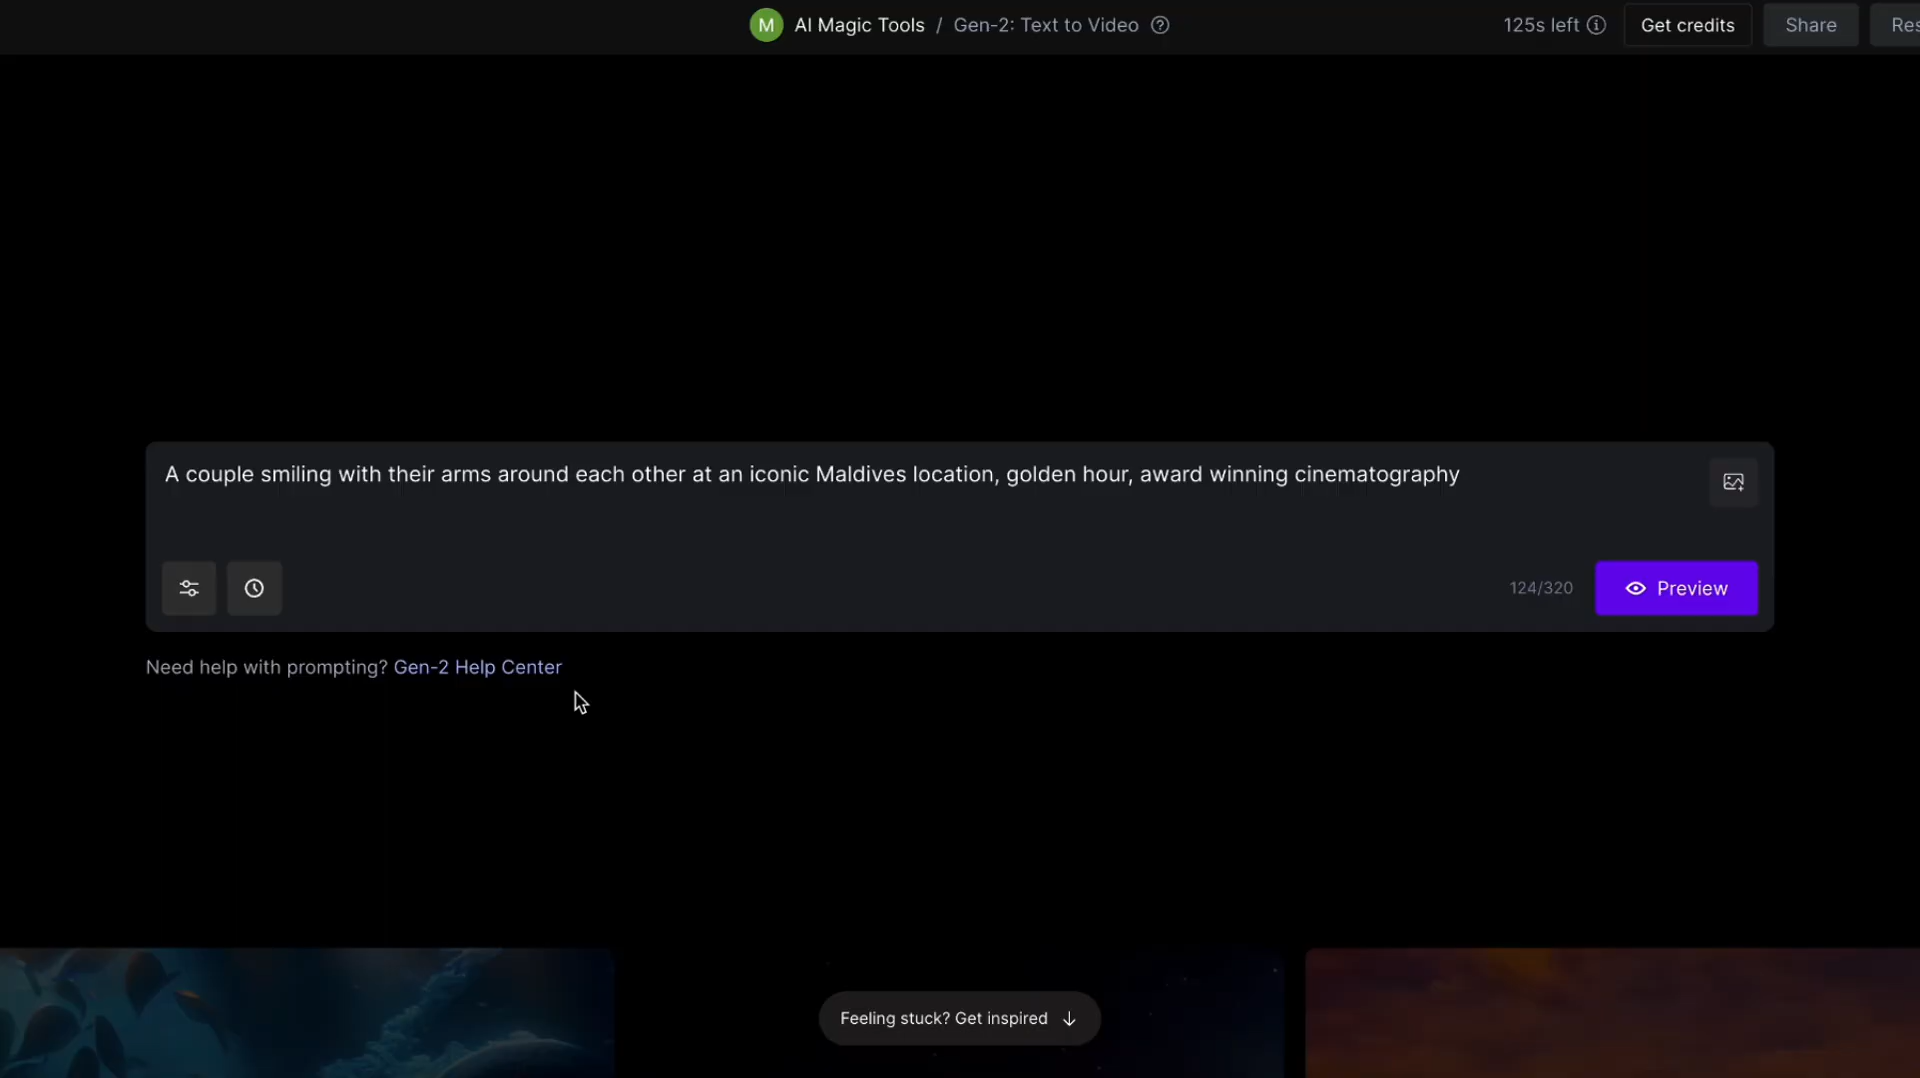 M AI Magic Tools / Gen-2: Text to Video
125s left
Get credits
Share
A couple smiling with their arms around each other at an iconic Maldives location, golden hour, award winning cinematography
124/320
Preview
Need help with prompting? Gen-2 Help Center
Feeling stuck? Get inspired